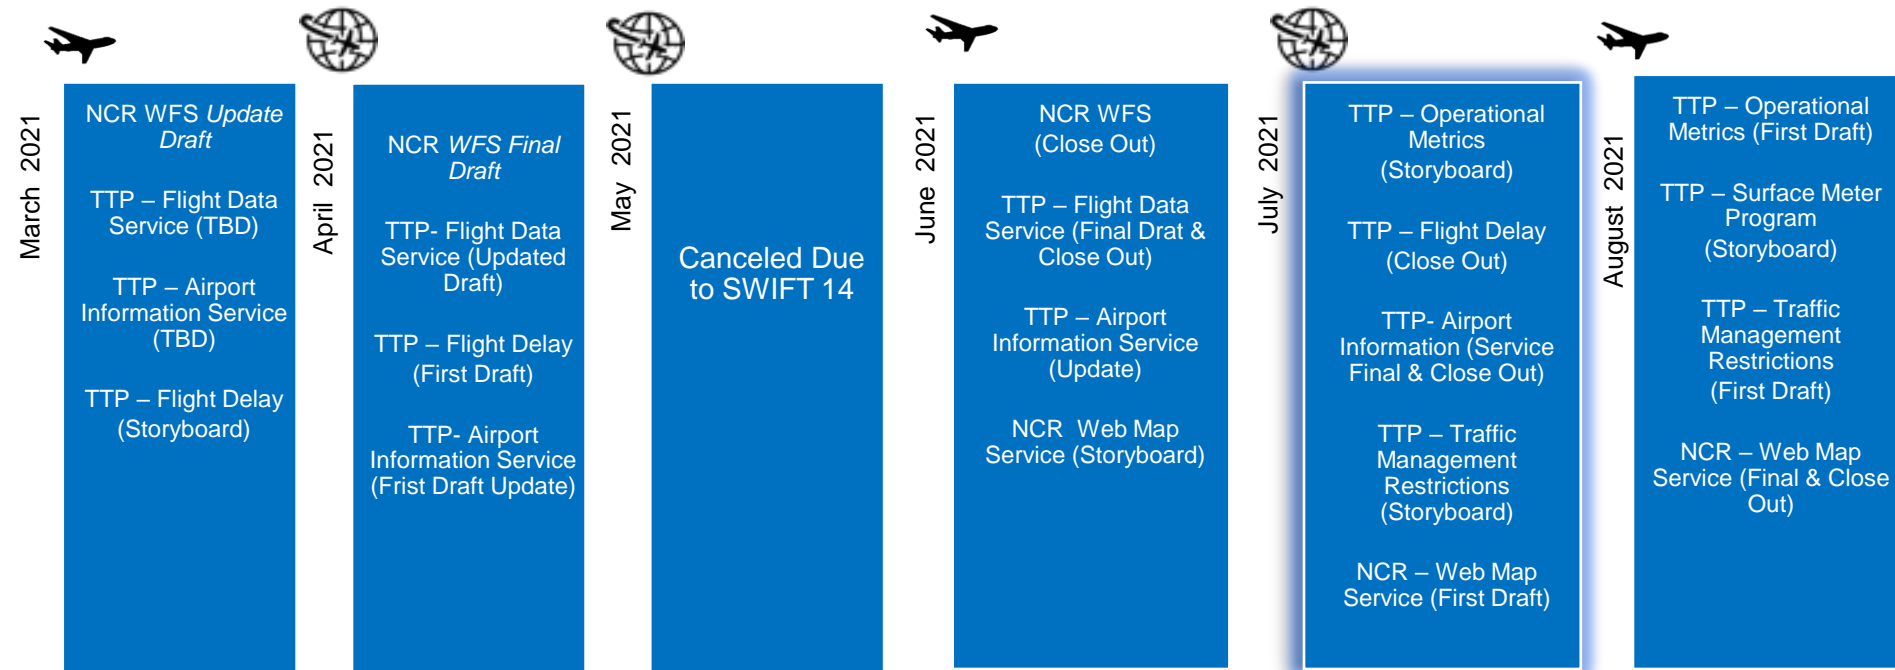 March 2021
NCR WFS Update
Draft
TTP – Flight Data
Service (TBD)
TTP – Airport
Information Service
(TBD)
TTP – Flight Delay
(Storyboard)
April 2021
NCR WFS Final
Draft
TTP- Flight Data
Service (Updated
Draft)
TTP – Flight Delay
(First Draft)
TTP- Airport
Information Service
(Frist Draft Update)
May 2021
Canceled Due
to SWIFT 14
June 2021
NCR WFS
(Close Out)
TTP – Flight Data
Service (Final Drat &
Close Out)
TTP – Airport
Information Service
(Update)
NCR Web Map
Service (Storyboard)
July 2021
TTP – Operational
Metrics
(Storyboard)
TTP – Flight Delay
(Close Out)
TTP- Airport
Information (Service
Final & Close Out)
TTP – Traffic
Management
Restrictions
(Storyboard)
NCR – Web Map
Service (First Draft)
August 2021
TTP – Operational
Metrics (First Draft)
TTP – Surface Meter
Program
(Storyboard)
TTP – Traffic
Management
Restrictions
(First Draft)
NCR – Web Map
Service (Final & Close
Out)